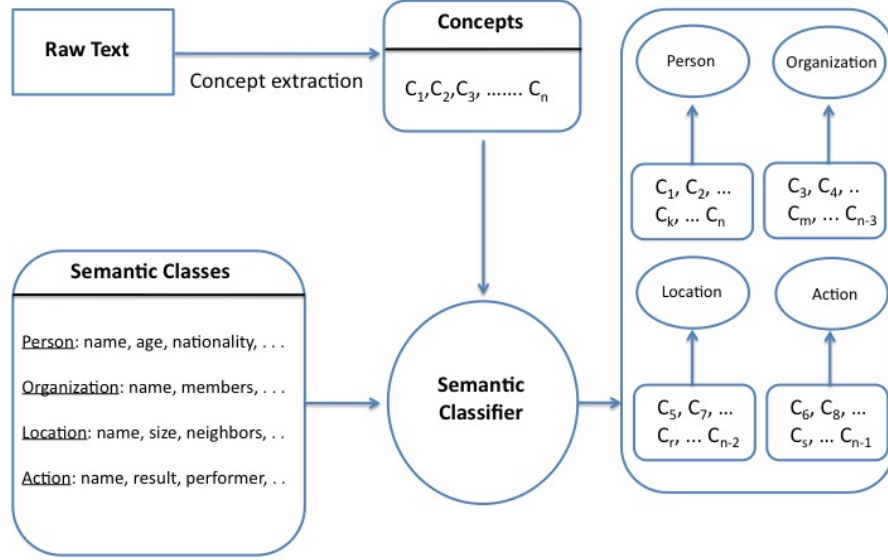 Raw Text
Concept extraction
Concepts
C₁,C₂,C₃, ....... Cₙ
Person
Organization
C₁, C₂, ...
Cₖ, ... Cₙ
C₃, C₄, ..
Cₘ, ... Cₙ₋₃
Semantic Classes
Person: name, age, nationality, . . .
Organization: name, members, . . .
Location: name, size, neighbors, . .
Action: name, result, performer, . .
Semantic
Classifier
Location
Action
C₅, C₇, ...
Cᵣ, ... Cₙ₋₂
C₆, C₈, ...
Cₛ, ... Cₙ₋₁